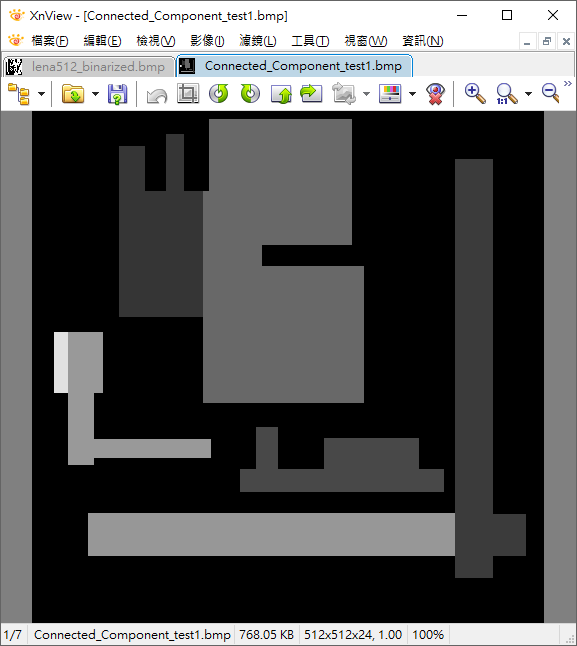 XnView - [Connected_Component_test1.bmp]
檔案(F) 編輯(E) 檢視(V) 影像(I) 濾鏡(L) 工具(T) 視窗(W) 資訊(N)
lena512_binarized.bmp Connected_Component_test1.bmp
1:1
1/7 Connected_Component_test1.bmp 768.05 KB 512x512x24, 1.00 100%